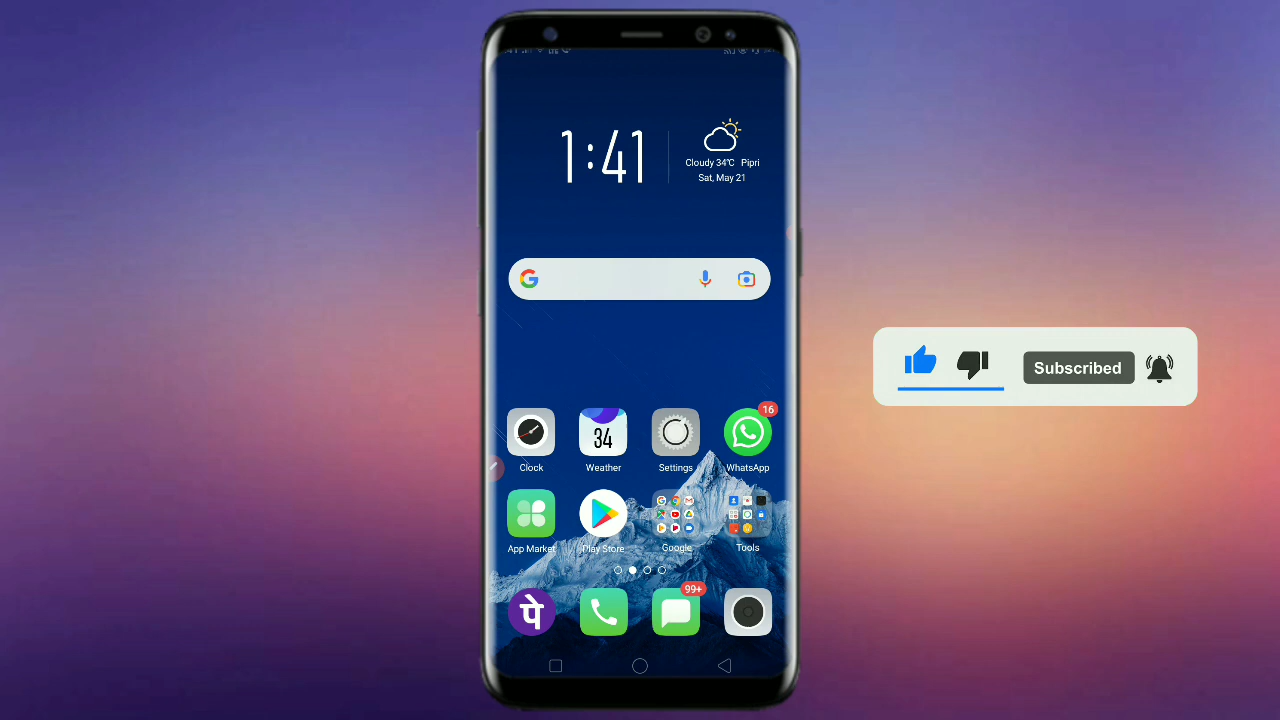 1:41
Cloudy 34℃ Pipri
Sat, May 21
Subscribed
16
34
Clock
Weather
Settings
WhatsApp
App Market
Play Store
Google
Tools
99+
पे